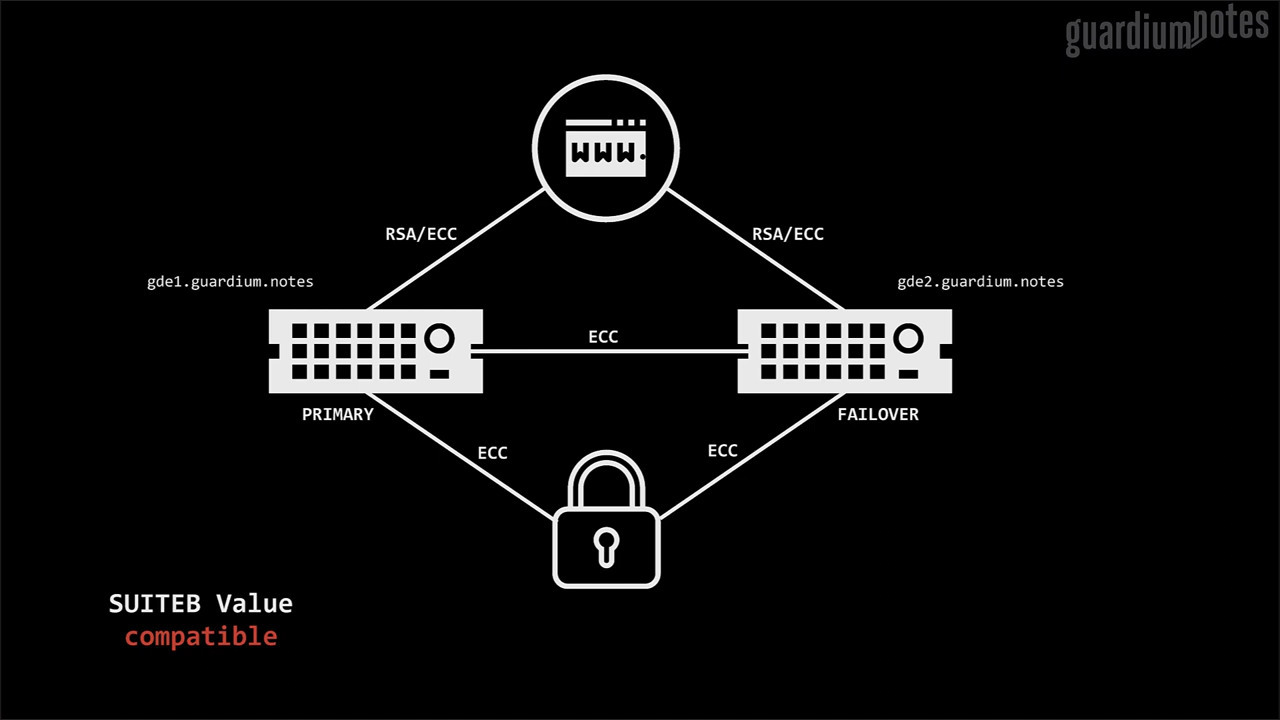 guardiumnotes
WWW.
RSA/ECC
RSA/ECC
gde1.guardium.notes
gde2.guardium.notes
ECC
PRIMARY
FAILOVER
ECC
ECC
SUITEB Value
compatible